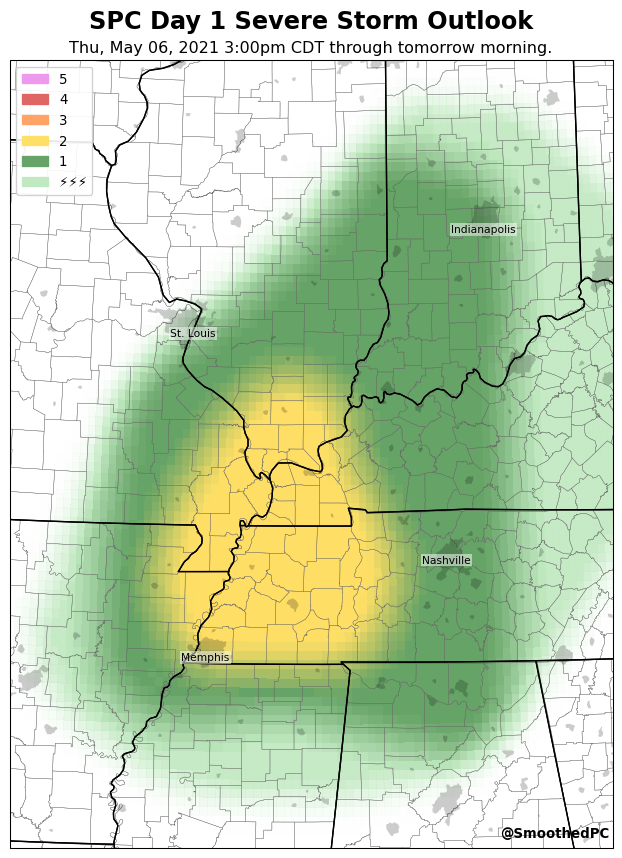 SPC Day 1 Severe Storm Outlook
Thu, May 06, 2021 3:00pm CDT through tomorrow morning.
5
4
3
2
1
⚡⚡⚡
Indianapolis
St. Louis
Nashville
Memphis
@SmoothedPC